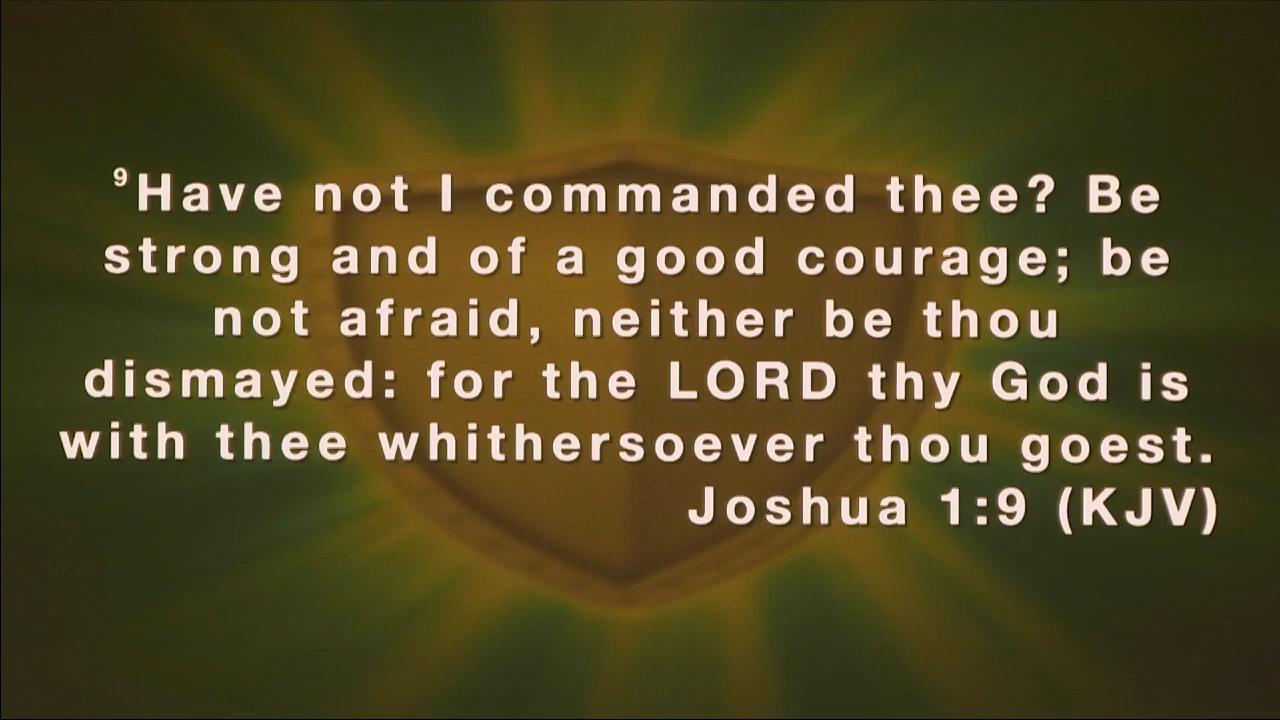 ⁹Have not I commanded thee? Be
strong and of a good courage; be
not afraid, neither be thou
dismayed: for the LORD thy God is
with thee whithersoever thou goest.
Joshua 1:9 (KJV)